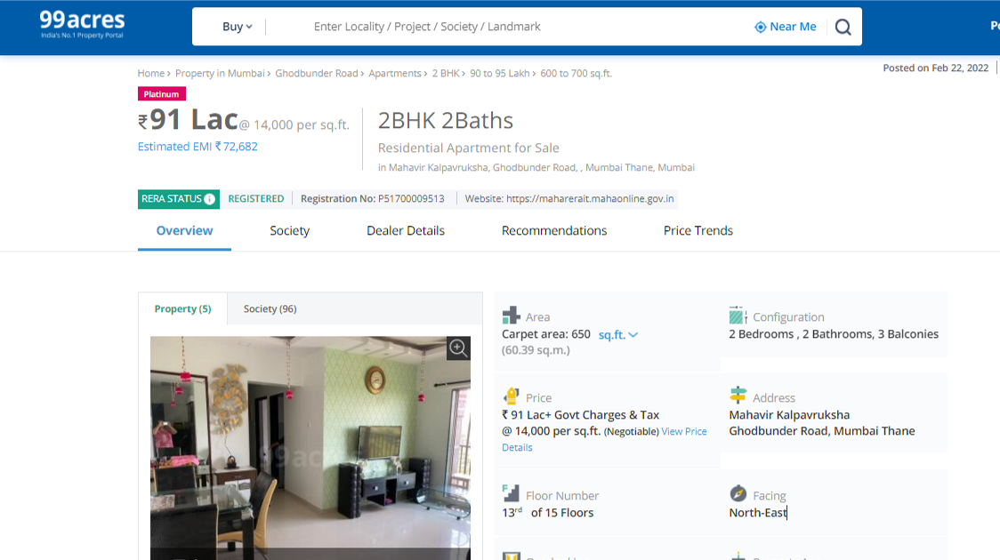 99acres
India's No.1 Property Portal
Buy
Enter Locality / Project / Society / Landmark
Near Me
Home › Property in Mumbai › Ghodbunder Road › Apartments › 2 BHK › 90 to 95 Lakh › 600 to 700 sq.ft.
Posted on Feb 22, 2022
Platinum
₹91 Lac @ 14,000 per sq.ft.
Estimated EMI ₹ 72,682
2BHK 2Baths
Residential Apartment for Sale
in Mahavir Kalpavruksha, Ghodbunder Road, , Mumbai Thane, Mumbai
RERA STATUS i REGISTERED Registration No: P51700009513 Website: https://maharerait.mahaonline.gov.in
Overview Society Dealer Details Recommendations Price Trends
Property (5) Society (96)
99ac
Area
Carpet area: 650 sq.ft.
(60.39 sq.m.)
Configuration
2 Bedrooms , 2 Bathrooms, 3 Balconies
Price
₹ 91 Lac+ Govt Charges & Tax
@ 14,000 per sq.ft. (Negotiable) View Price
Details
Address
Mahavir Kalpavruksha
Ghodbunder Road, Mumbai Thane
Floor Number
13rd of 15 Floors
Facing
North-East